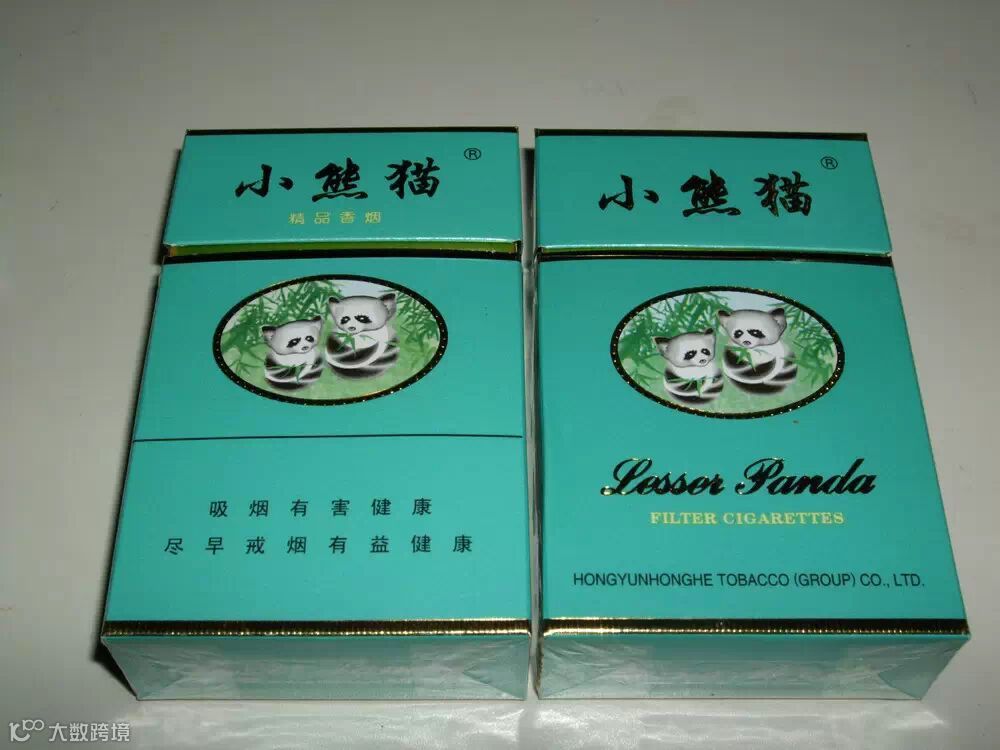 小熊猫®
精品香烟
吸烟有害健康
尽早戒烟有益健康
小熊猫®
Lesser Panda
FILTER CIGARETTES
HONGYUNHONGHE TOBACCO (GROUP) CO., LTD.
大数跨境